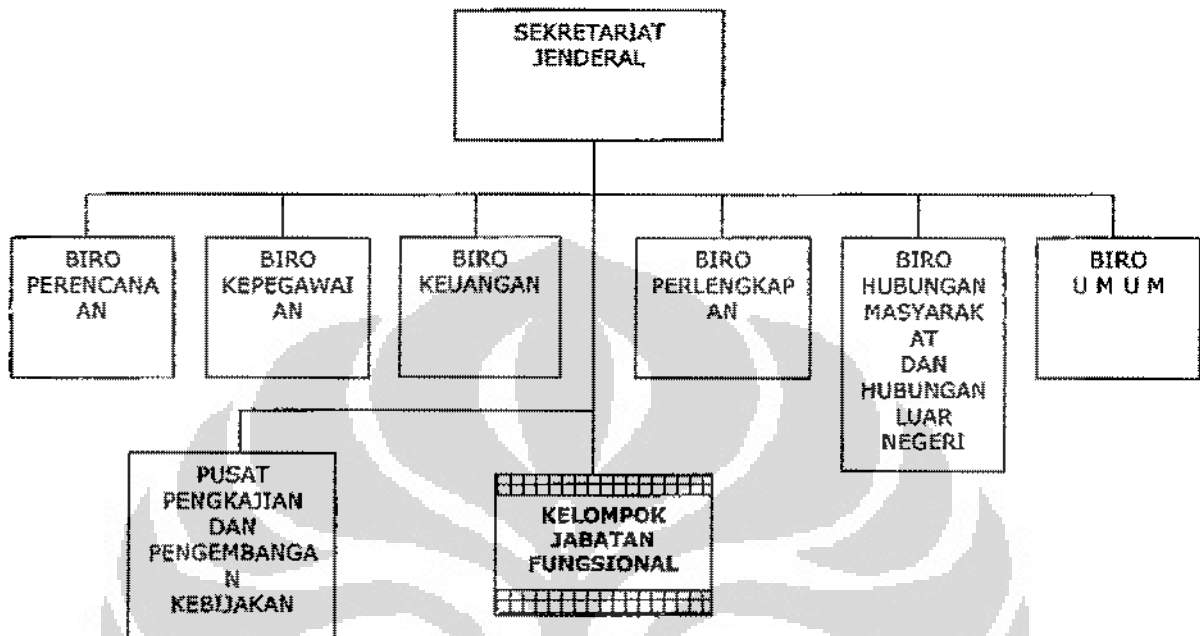 SEKRETARIAT
JENDERAL
BIRO
PERENCANA
AN
BIRO
KEPEGAWAI
AN
BIRO
KEUANGAN
BIRO
PERLENGKAP
AN
BIRO
HUBUNGAN
MASYARAK
AT
DAN
HUBUNGAN
LUAR
NEGERI
BIRO
U M U M
PUSAT
PENGKAJIAN
DAN
PENGEMBANGA
N
KEBIJAKAN
KELOMPOK
JABATAN
FUNGSIONAL